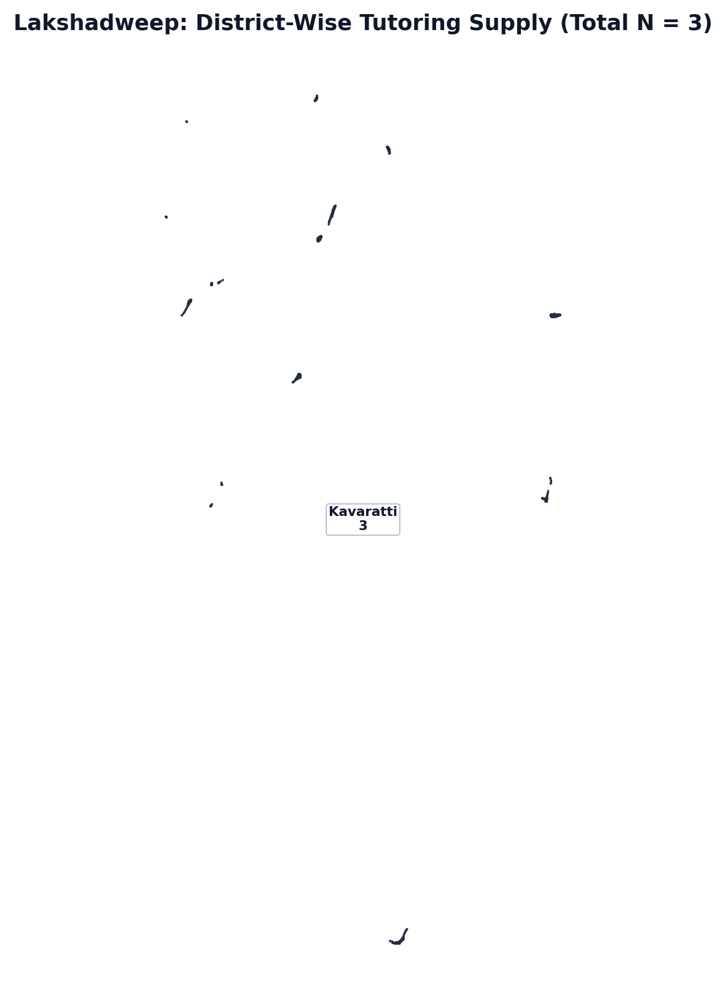 Lakshadweep: District-Wise Tutoring Supply (Total N = 3)
Kavaratti
3